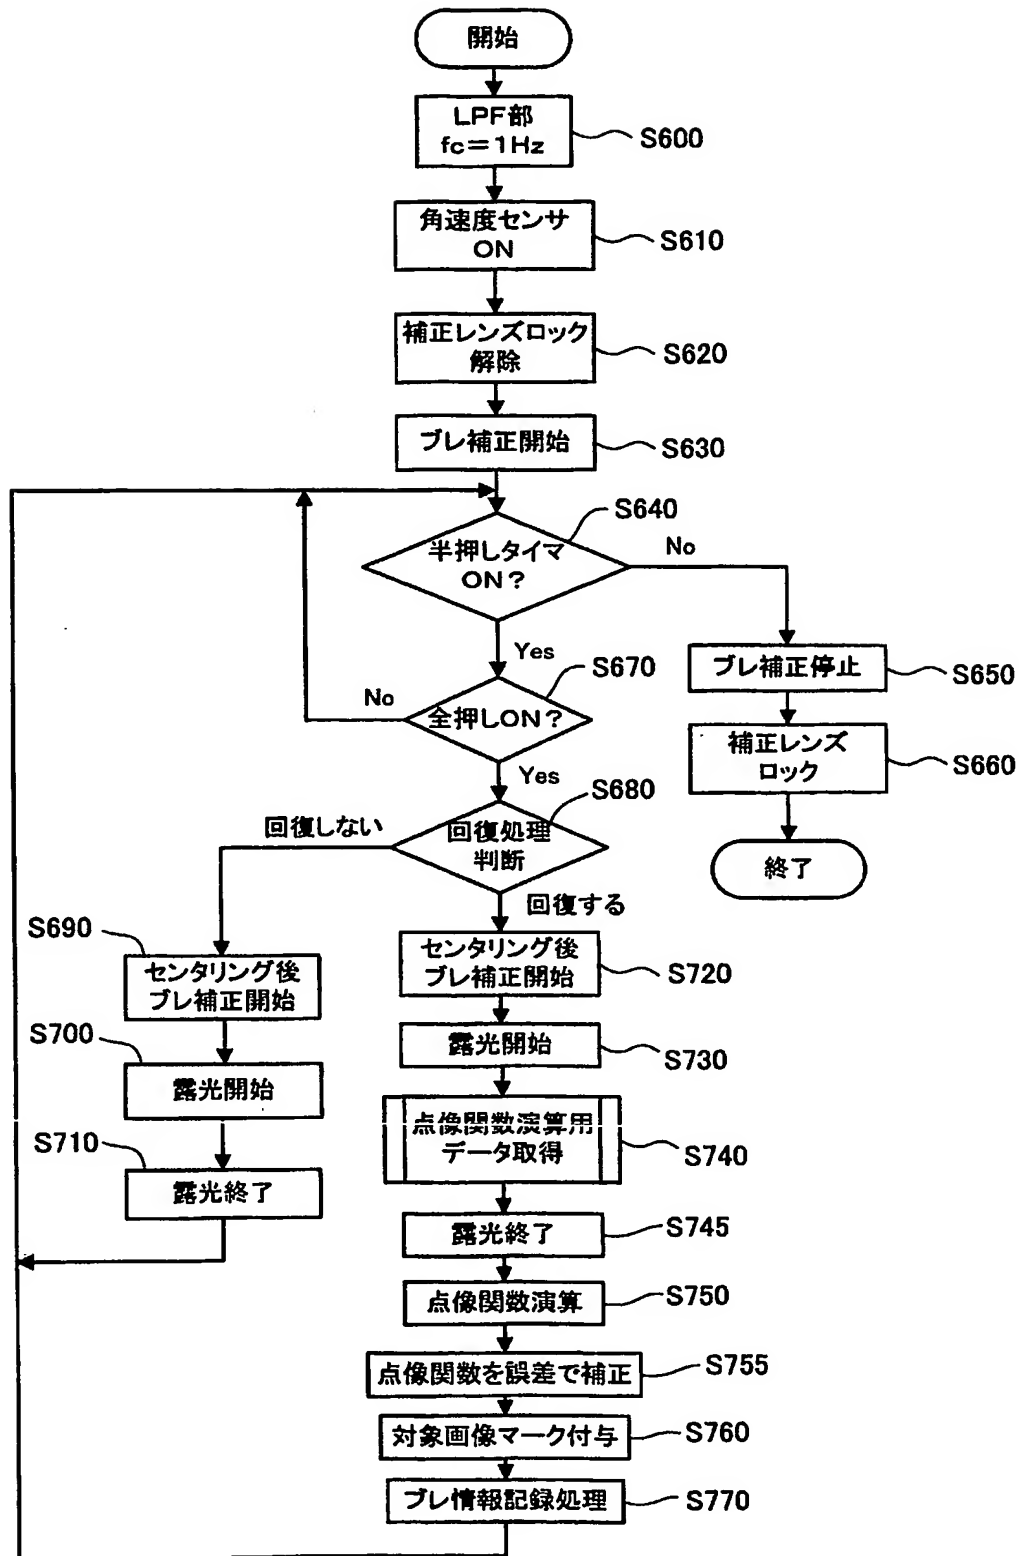 開始
LPF部
fc=1Hz
S600
角速度センサ
ON
S610
補正レンズロック
解除
S620
ブレ補正開始
S630
S640
半押しタイマ
ON?
No
Yes
ブレ補正停止
S650
S670
全押しON?
No
Yes
補正レンズ
ロック
S660
終了
S680
回復処理
判断
回復しない
回復する
S690
センタリング後
ブレ補正開始
センタリング後
ブレ補正開始
S720
S700
露光開始
露光開始
S730
S710
露光終了
点像関数演算用
データ取得
S740
露光終了
S745
点像関数演算
S750
点像関数を誤差で補正
S755
対象画像マーク付与
S760
ブレ情報記録処理
S770